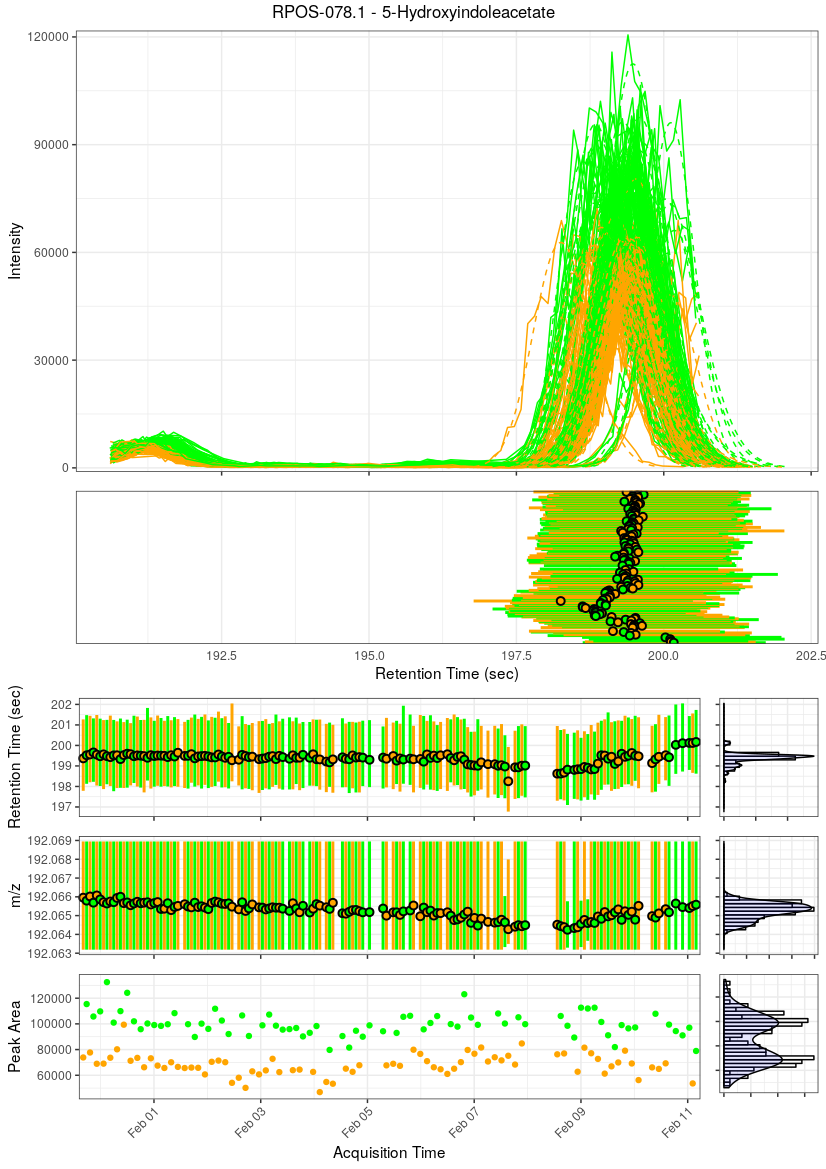 RPOS-078.1 - 5-Hydroxyindoleacetate
120000
90000
60000
30000
0
Intensity
192.5 195.0 197.5 200.0 202.5
Retention Time (sec)
202
201
200
199
198
197
Retention Time (sec)
192.069
192.067
192.066
192.065
192.064
192.063
m/z
120000
100000
80000
60000
Peak Area
Feb 01 Feb 03 Feb 05 Feb 07 Feb 09 Feb 11
Acquisition Time